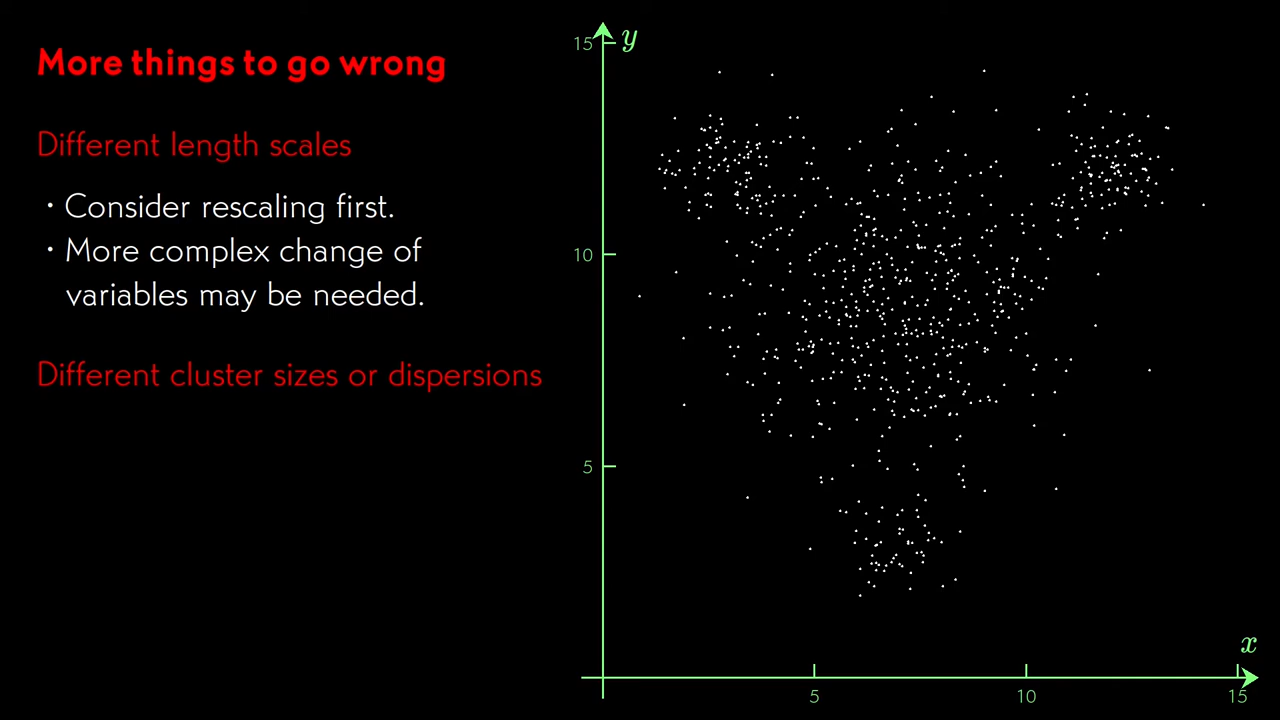 More things to go wrong
Different length scales
• Consider rescaling first.
• More complex change of
variables may be needed.
Different cluster sizes or dispersions
15
y
10
5
x
5
10
15